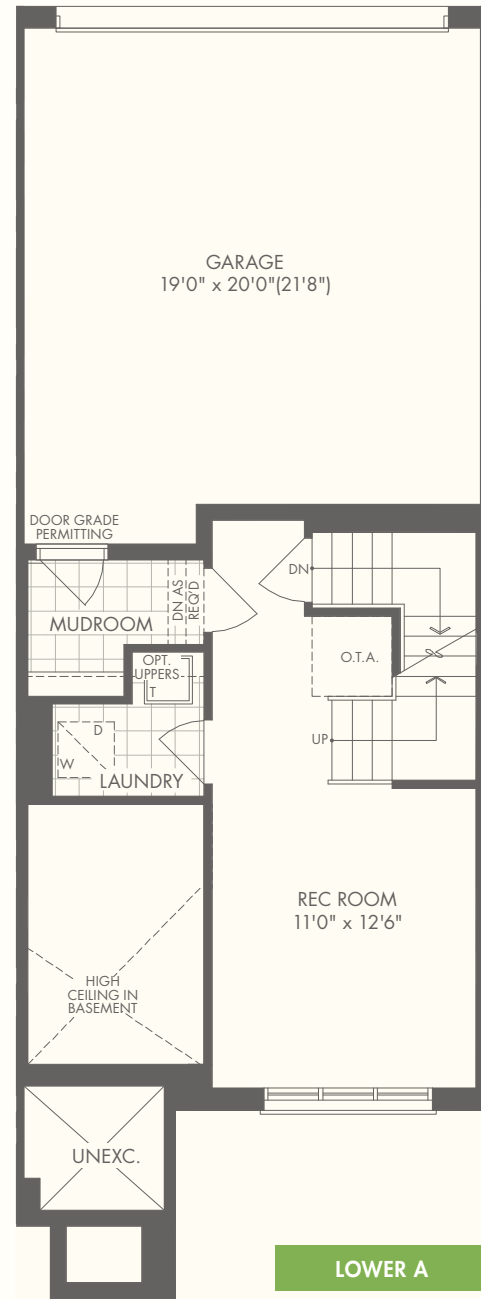 GARAGE
19'0" x 20'0"(21'8")
DOOR GRADE
PERMITTING
DN
DN AS
REQ'D
MUDROOM
OPT.
UPPERS
T
O.T.A.
D
W
LAUNDRY
UP
REC ROOM
11'0" x 12'6"
HIGH
CEILING IN
BASEMENT
UNEXC.
LOWER A